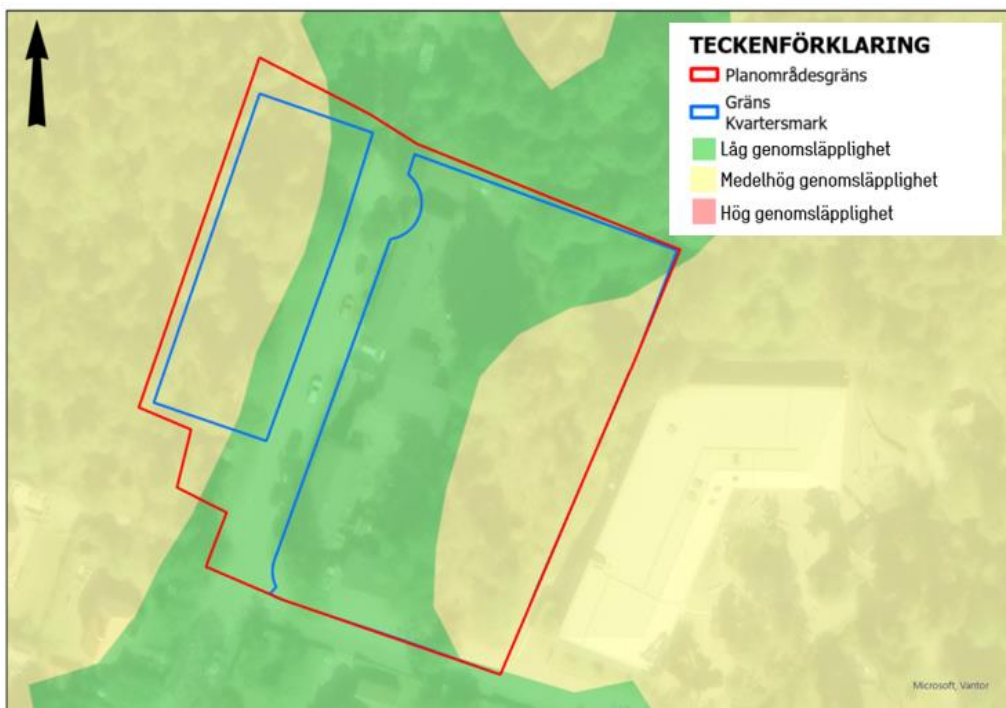 TECKENFÖRKLARING
Planområdesgräns
Gräns
Kvartersmark
Låg genomsläpplighet
Medelhög genomsläpplighet
Hög genomsläpplighet
Microsoft, Vantor